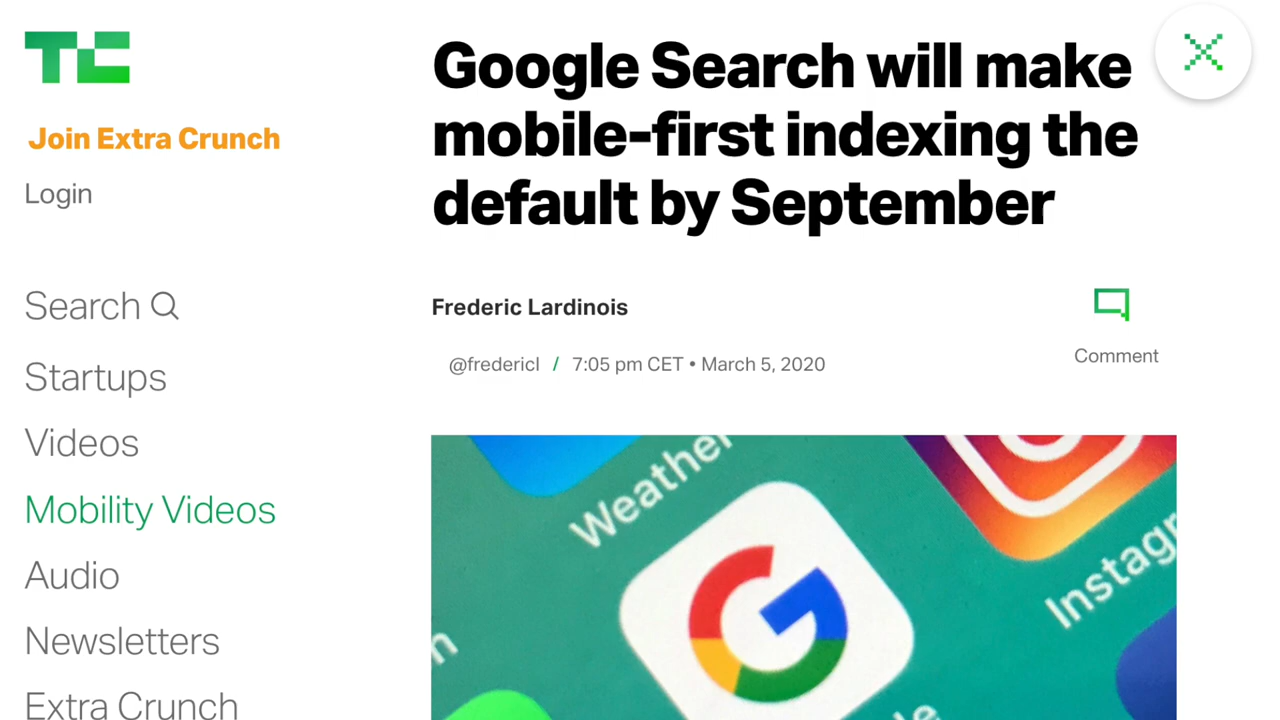 TC
Join Extra Crunch
Login
Search
Startups
Videos
Mobility Videos
Audio
Newsletters
Extra Crunch
Google Search will make
mobile-first indexing the
default by September
Frederic Lardinois
@fredericl / 7:05 pm CET • March 5, 2020
Comment
Weather
Instagr
G